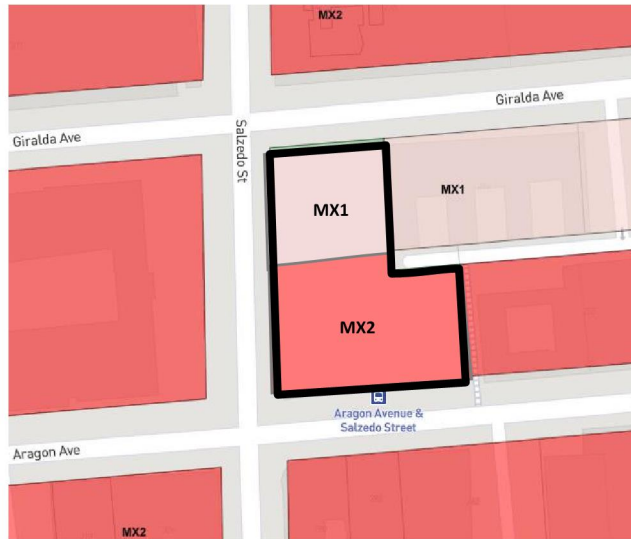 MX2
Giralda Ave
Giralda Ave
Salzedo St
MX1
MX1
MX2
Aragon Avenue &
Salzedo Street
Aragon Ave
MX2